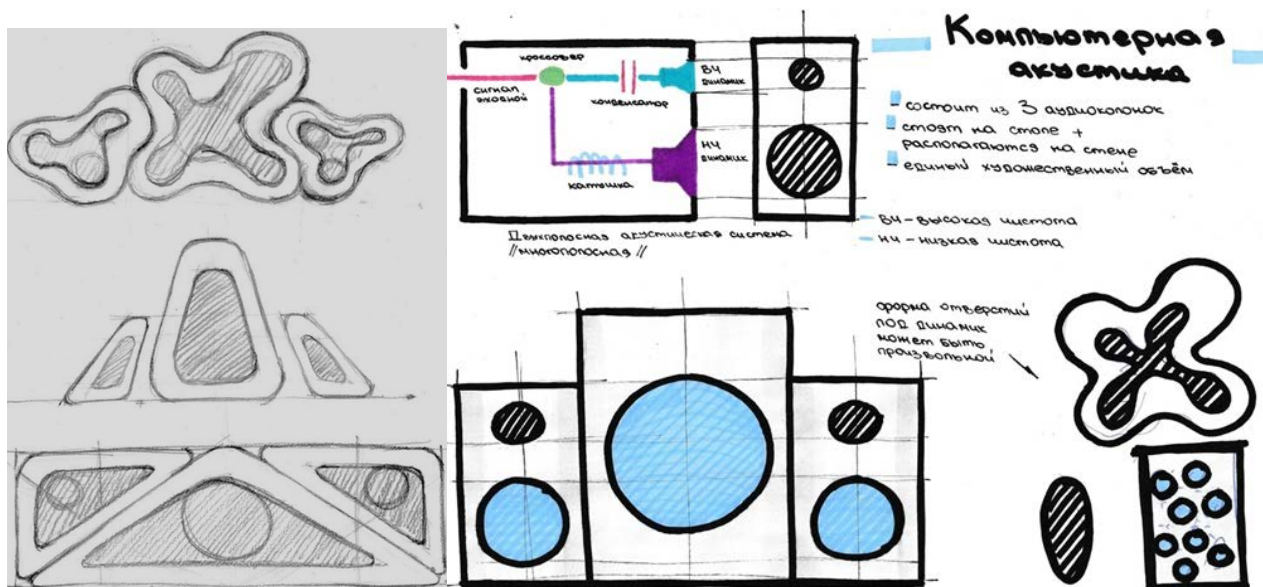 Компьютерная
акустика
состоит из 3 аудиоколонок
стоят на столе +
располагаются на стене
единый художественный объём
ВЧ - высокая чистота
НЧ - низкая чистота
кроссовер
сигнал
входной
конденсатор
ВЧ
динамик
НЧ
динамик
катушка
Двухполосная акустическая система
//многополосная//
форма отверстий
под динамик
может быть
произвольной